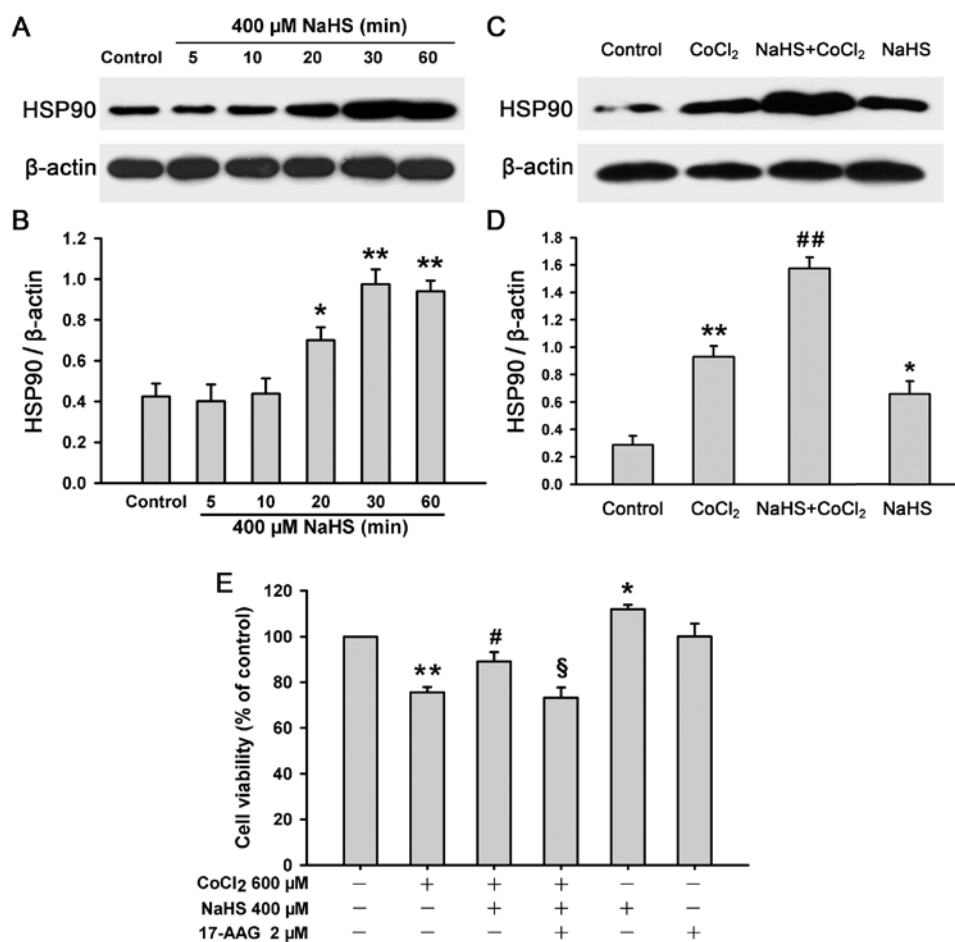 A
400 µM NaHS (min)
Control 5 10 20 30 60
HSP90
β-actin
B
HSP90 / β-actin
1.2
1.0
0.8
0.6
0.4
0.2
0.0
* ** **
Control 5 10 20 30 60
400 µM NaHS (min)
C
Control CoCl₂ NaHS+CoCl₂ NaHS
HSP90
β-actin
D
HSP90 / β-actin
1.8
1.6
1.4
1.2
1.0
0.8
0.6
0.4
0.2
0.0
** ## *
Control CoCl₂ NaHS+CoCl₂ NaHS
E
Cell viability (% of control)
120
100
80
60
40
20
0
** # § *
CoCl₂ 600 µM − + + + − −
NaHS 400 µM − − + + + −
17-AAG 2 µM − − − + − +